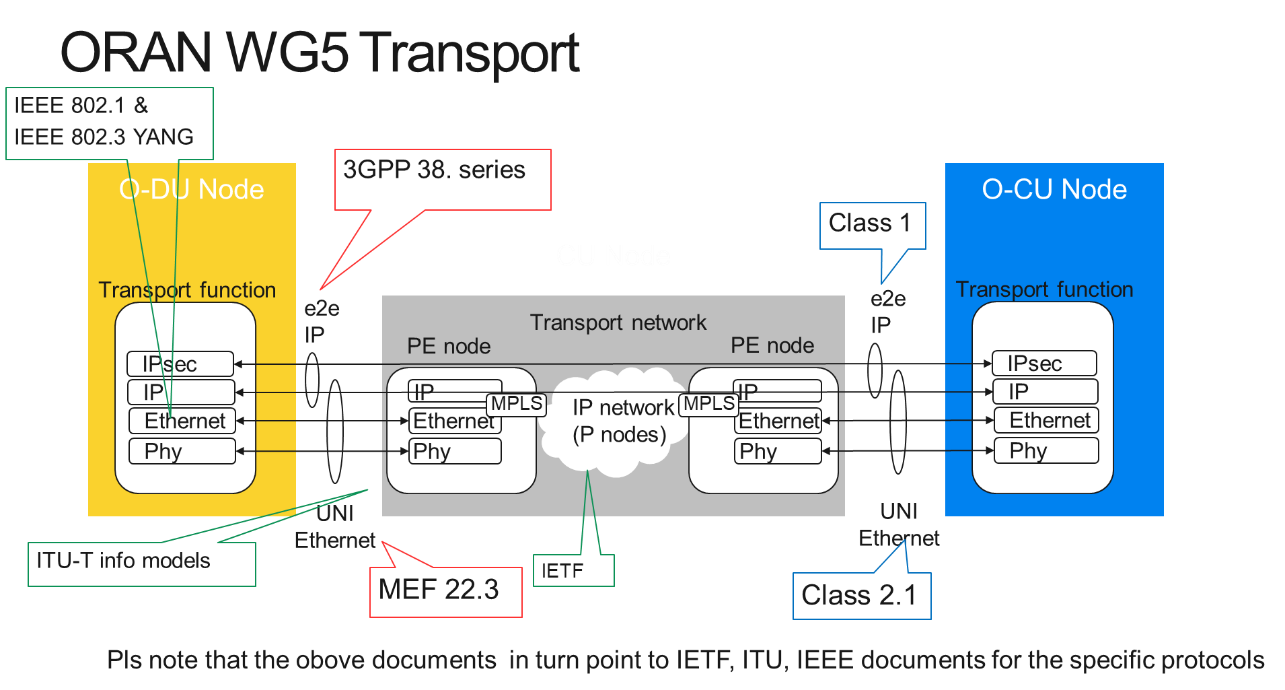 ORAN WG5 Transport
IEEE 802.1 &
IEEE 802.3 YANG
3GPP 38. series
O-DU Node
O-CU Node
Class 1
Transport function
e2e
IP
Transport network
PE node
PE node
e2e
IP
Transport function
IPsec
IP
Ethernet
Phy
IP
MPLS
Ethernet
Phy
IP network
(P nodes)
IP
MPLS
Ethernet
Phy
IPsec
IP
Ethernet
Phy
UNI
Ethernet
UNI
Ethernet
ITU-T info models
MEF 22.3
IETF
Class 2.1
Pls note that the obove documents in turn point to IETF, ITU, IEEE documents for the specific protocols